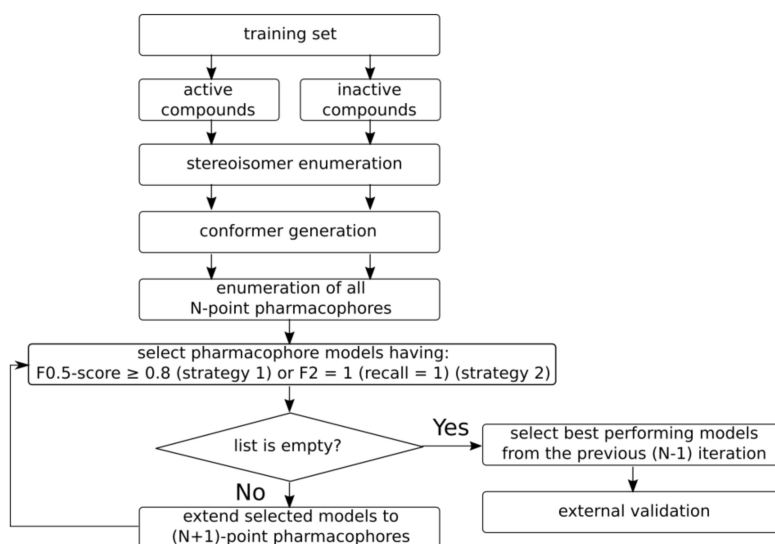 training set
active
compounds
inactive
compounds
stereoisomer enumeration
conformer generation
enumeration of all
N-point pharmacophores
select pharmacophore models having:
F0.5-score ≥ 0.8 (strategy 1) or F2 = 1 (recall = 1) (strategy 2)
list is empty?
Yes
select best performing models
from the previous (N-1) iteration
No
external validation
extend selected models to
(N+1)-point pharmacophores